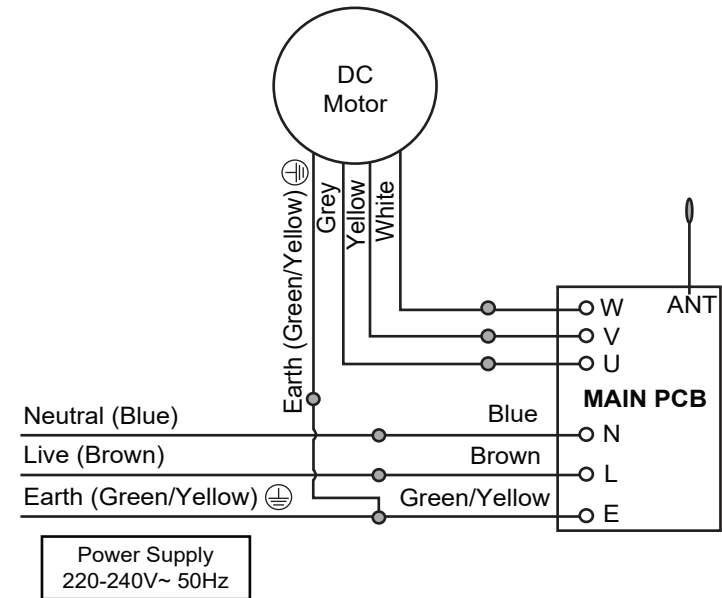 DC
Motor
Earth (Green/Yellow)
Grey
Yellow
White
W
ANT
V
U
MAIN PCB
Neutral (Blue)
Blue
N
Live (Brown)
Brown
L
Earth (Green/Yellow)
Green/Yellow
E
Power Supply
220-240V~ 50Hz